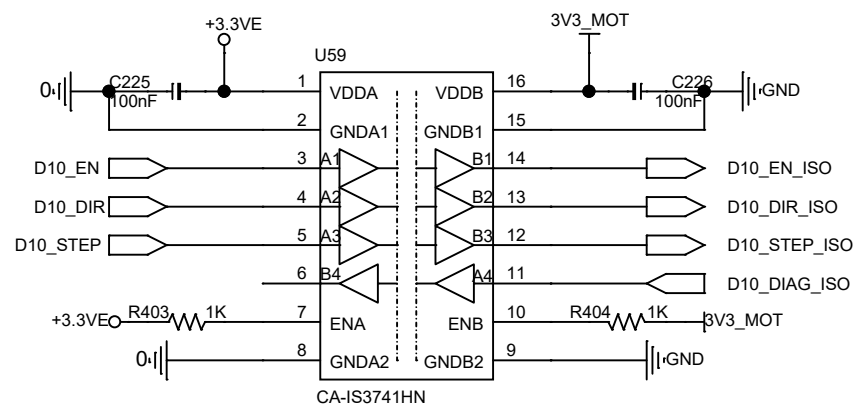 +3.3VE
3V3_MOT
U59
0 C225 1 VDDA VDDB 16 C226 GND
100nF 100nF
2 GNDA1 GNDB1 15
D10_EN 3 A1 B1 14 D10_EN_ISO
D10_DIR 4 A2 B2 13 D10_DIR_ISO
D10_STEP 5 A3 B3 12 D10_STEP_ISO
6 B4 A4 11 D10_DIAG_ISO
+3.3VE R403 1K 7 ENA ENB 10 R404 1K 3V3_MOT
0 8 GNDA2 GNDB2 9 GND
CA-IS3741HN